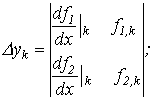 Δy_k = | df_1/dx |_k   f_{1,k} |
       | df_2/dx |_k   f_{2,k} | ;